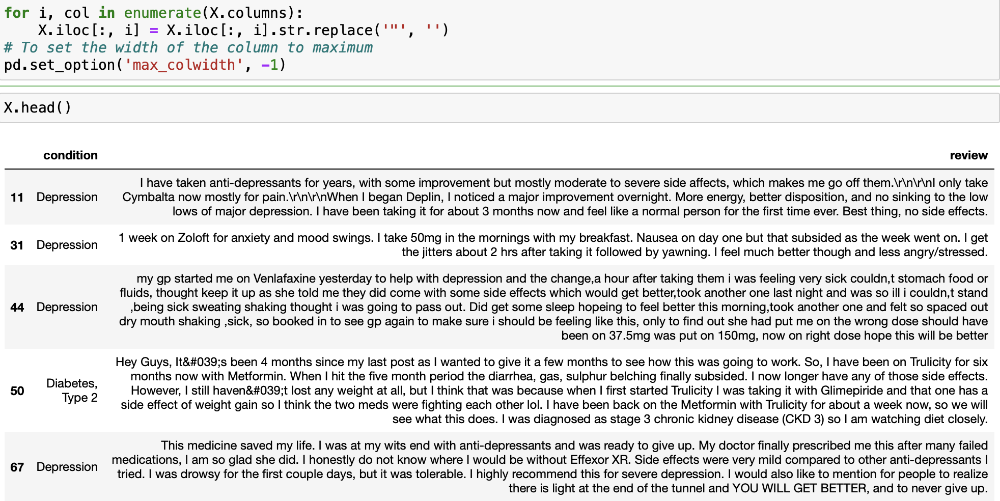 for i, col in enumerate(X.columns):
    X.iloc[:, i] = X.iloc[:, i].str.replace('"', '')
# To set the width of the column to maximum
pd.set_option('max_colwidth', -1)
X.head()
condition review
I have taken anti-depressants for years, with some improvement but mostly moderate to severe side affects, which makes me go off them.\r\n\r\nI only take
11 Depression Cymbalta now mostly for pain.\r\n\r\nWhen I began Deplin, I noticed a major improvement overnight. More energy, better disposition, and no sinking to the low
lows of major depression. I have been taking it for about 3 months now and feel like a normal person for the first time ever. Best thing, no side effects.
31 Depression 1 week on Zoloft for anxiety and mood swings. I take 50mg in the mornings with my breakfast. Nausea on day one but that subsided as the week went on. I get
the jitters about 2 hrs after taking it followed by yawning. I feel much better though and less angry/stressed.
my gp started me on Venlafaxine yesterday to help with depression and the change,a hour after taking them i was feeling very sick couldn,t stomach food or
fluids, thought keep it up as she told me they did come with some side effects which would get better,took another one last night and was so ill i couldn,t stand
44 Depression ,being sick sweating shaking thought i was going to pass out. Did get some sleep hopeing to feel better this morning,took another one and felt so spaced out
dry mouth shaking ,sick, so booked in to see gp again to make sure i should be feeling like this, only to find out she had put me on the wrong dose should have
been on 37.5mg was put on 150mg, now on right dose hope this will be better
Hey Guys, It&#039;s been 4 months since my last post as I wanted to give it a few months to see how this was going to work. So, I have been on Trulicity for six
months now with Metformin. When I hit the five month period the diarrhea, gas, sulphur belching finally subsided. I now longer have any of those side effects.
50 Diabetes, Type 2 However, I still haven&#039;t lost any weight at all, but I think that was because when I first started Trulicity I was taking it with Glimepiride and that one has a
side effect of weight gain so I think the two meds were fighting each other lol. I have been back on the Metformin with Trulicity for about a week now, so we will
see what this does. I was diagnosed as stage 3 chronic kidney disease (CKD 3) so I am watching diet closely.
This medicine saved my life. I was at my wits end with anti-depressants and was ready to give up. My doctor finally prescribed me this after many failed
67 Depression medications, I am so glad she did. I honestly do not know where I would be without Effexor XR. Side effects were very mild compared to other anti-depressants I
tried. I was drowsy for the first couple days, but it was tolerable. I highly recommend this for severe depression. I would also like to mention for people to realize
there is light at the end of the tunnel and YOU WILL GET BETTER, and to never give up.